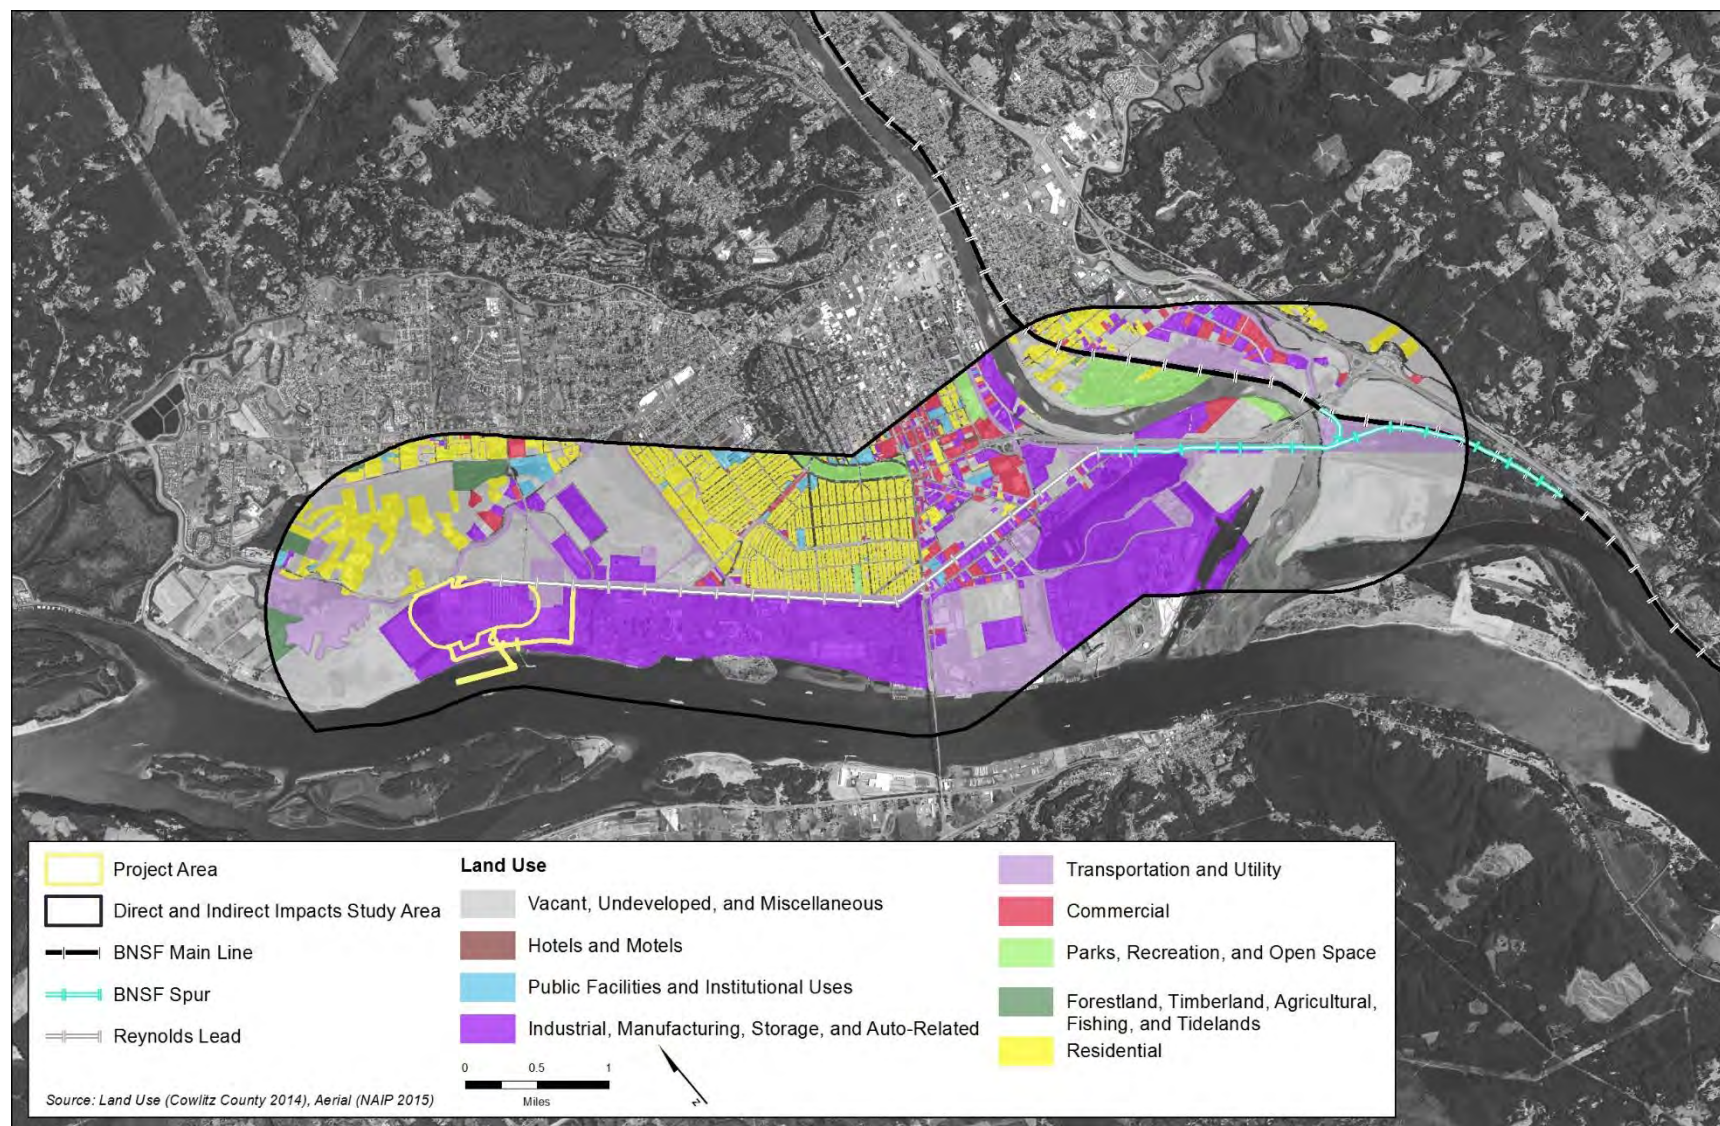 Project Area
Direct and Indirect Impacts Study Area
BNSF Main Line
BNSF Spur
Reynolds Lead
Source: Land Use (Cowlitz County 2014), Aerial (NAIP 2015)
Land Use
Vacant, Undeveloped, and Miscellaneous
Hotels and Motels
Public Facilities and Institutional Uses
Industrial, Manufacturing, Storage, and Auto-Related
0 0.5 1
Miles
N
Transportation and Utility
Commercial
Parks, Recreation, and Open Space
Forestland, Timberland, Agricultural,
Fishing, and Tidelands
Residential